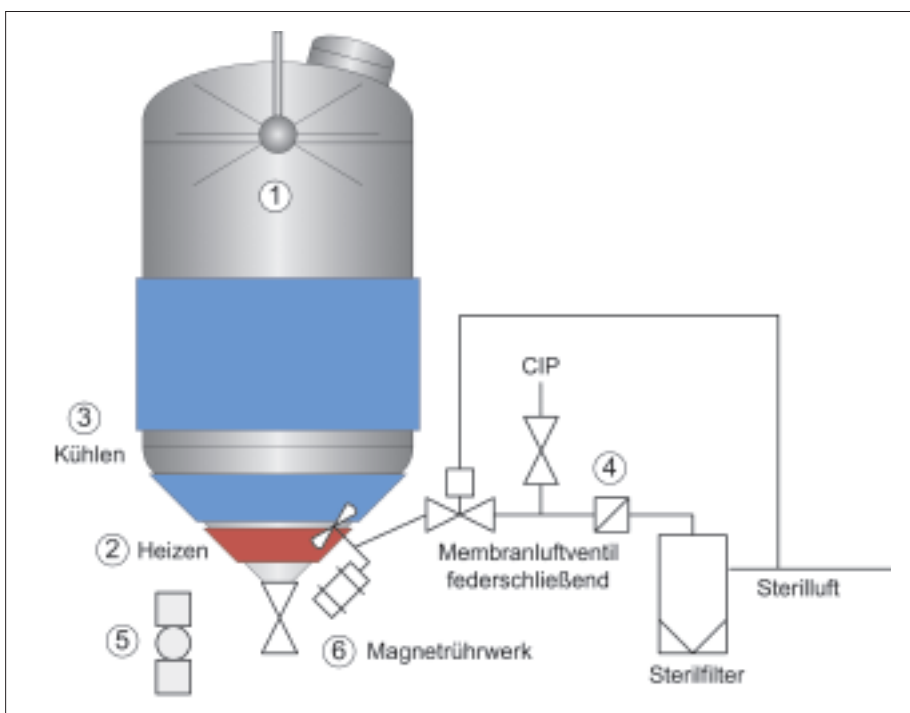 1
CIP
3
Kühlen
4
2 Heizen
Membranluftventil
federschließend
Sterilluft
5
6 Magnetrührwerk
Sterilfilter